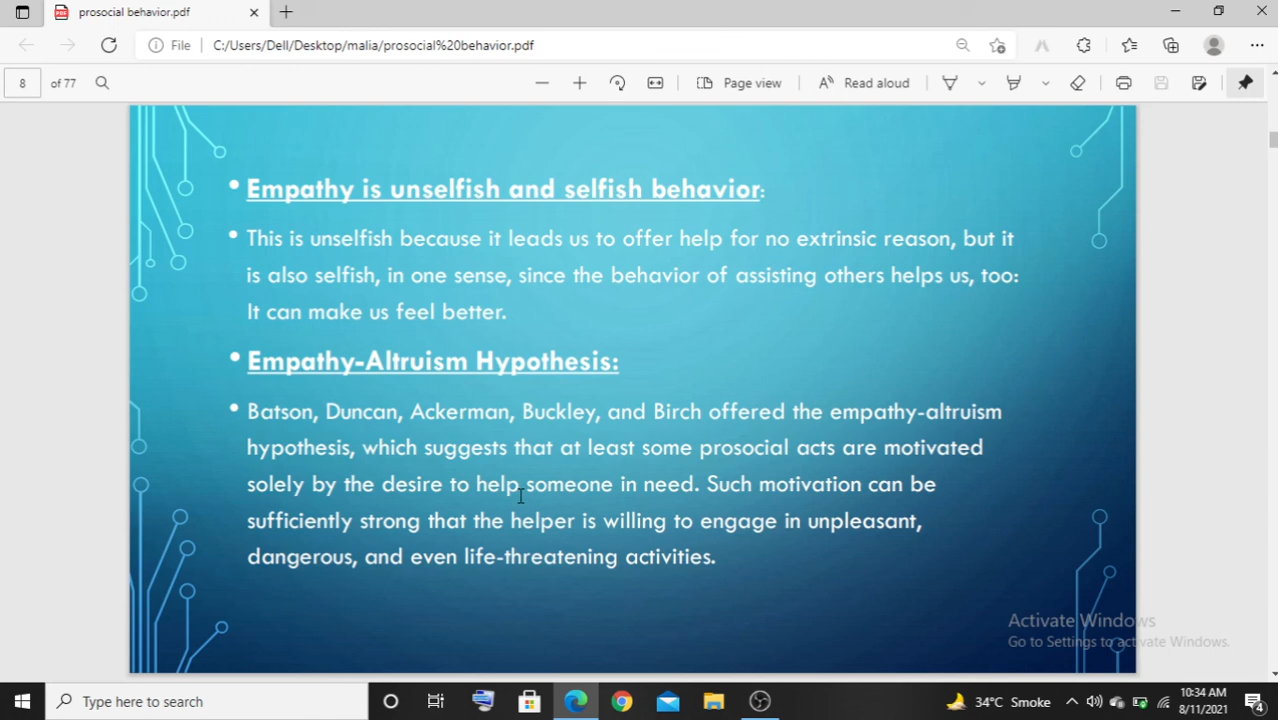 prosocial behavior.pdf
File C:/Users/Dell/Desktop/malia/prosocial%20behavior.pdf
8 of 77 Page view Read aloud
• Empathy is unselfish and selfish behavior:
• This is unselfish because it leads us to offer help for no extrinsic reason, but it
is also selfish, in one sense, since the behavior of assisting others helps us, too:
It can make us feel better.
• Empathy-Altruism Hypothesis:
• Batson, Duncan, Ackerman, Buckley, and Birch offered the empathy-altruism
hypothesis, which suggests that at least some prosocial acts are motivated
solely by the desire to help someone in need. Such motivation can be
sufficiently strong that the helper is willing to engage in unpleasant,
dangerous, and even life-threatening activities.
Activate Windows
Go to Settings to activate Windows.
Type here to search
34°C Smoke
10:34 AM
8/11/2021
4